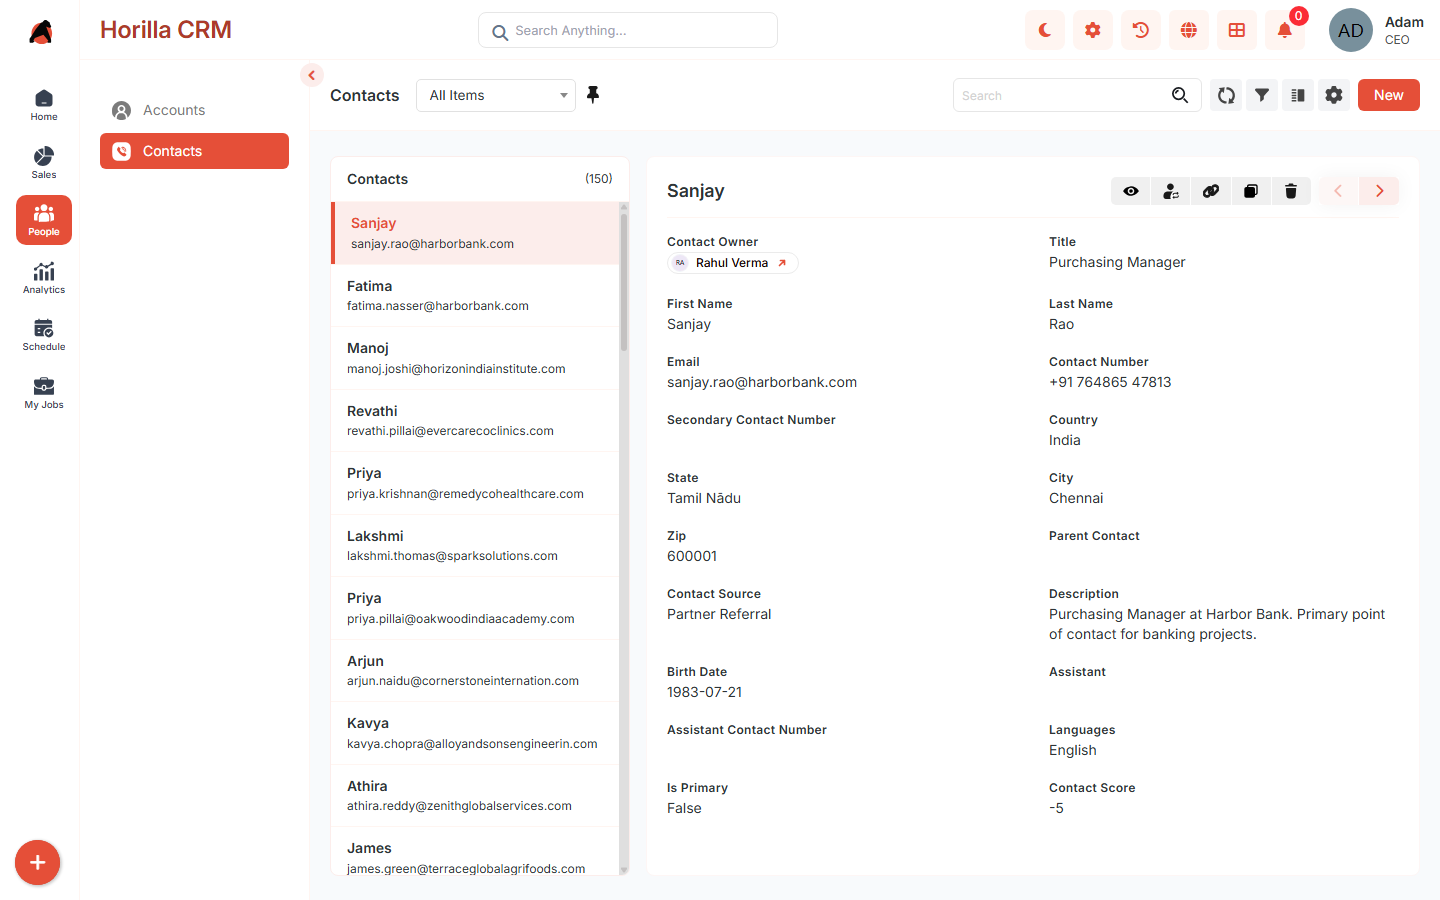 Horilla CRM
Search Anything...
0
AD
Adam
CEO
Home
Sales
People
Analytics
Schedule
My Jobs
Accounts
Contacts
Contacts
All Items
Search
New
Contacts
(150)
Sanjay
sanjay.rao@harborbank.com
Fatima
fatima.nasser@harborbank.com
Manoj
manoj.joshi@horizonindiainstitute.com
Revathi
revathi.pillai@evercarecoclinics.com
Priya
priya.krishnan@remedycohealthcare.com
Lakshmi
lakshmi.thomas@sparksolutions.com
Priya
priya.pillai@oakwoodindiaacademy.com
Arjun
arjun.naidu@cornerstoneinternation.com
Kavya
kavya.chopra@alloyandsonsengineerin.com
Athira
athira.reddy@zenithglobalservices.com
James
james.green@terraceglobalagrifoods.com
Sanjay
Contact Owner
RA Rahul Verma
Title
Purchasing Manager
First Name
Sanjay
Last Name
Rao
Email
sanjay.rao@harborbank.com
Contact Number
+91 764865 47813
Secondary Contact Number
Country
India
State
Tamil Nādu
City
Chennai
Zip
600001
Parent Contact
Contact Source
Partner Referral
Description
Purchasing Manager at Harbor Bank. Primary point
of contact for banking projects.
Birth Date
1983-07-21
Assistant
Assistant Contact Number
Languages
English
Is Primary
False
Contact Score
-5